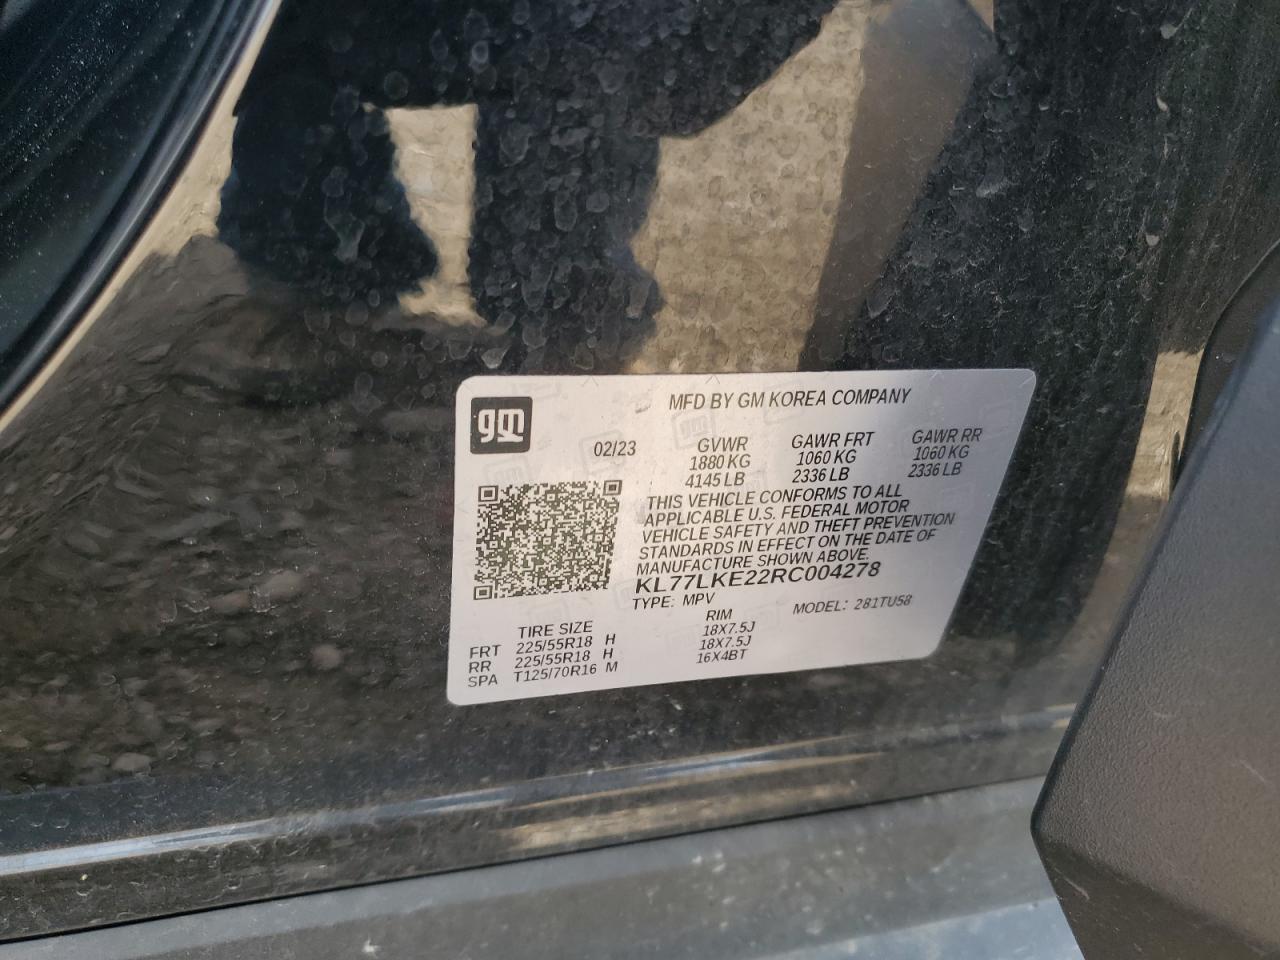 gm
MFD BY GM KOREA COMPANY
02/23 GVWR GAWR FRT GAWR RR
1880 KG 1060 KG 1060 KG
4145 LB 2336 LB 2336 LB
THIS VEHICLE CONFORMS TO ALL
APPLICABLE U.S. FEDERAL MOTOR
VEHICLE SAFETY AND THEFT PREVENTION
STANDARDS IN EFFECT ON THE DATE OF
MANUFACTURE SHOWN ABOVE.
KL77LKE22RC004278
TYPE: MPV MODEL: 281TU58
TIRE SIZE RIM
FRT 225/55R18 H 18X7.5J
RR 225/55R18 H 18X7.5J
SPA T125/70R16 M 16X4BT